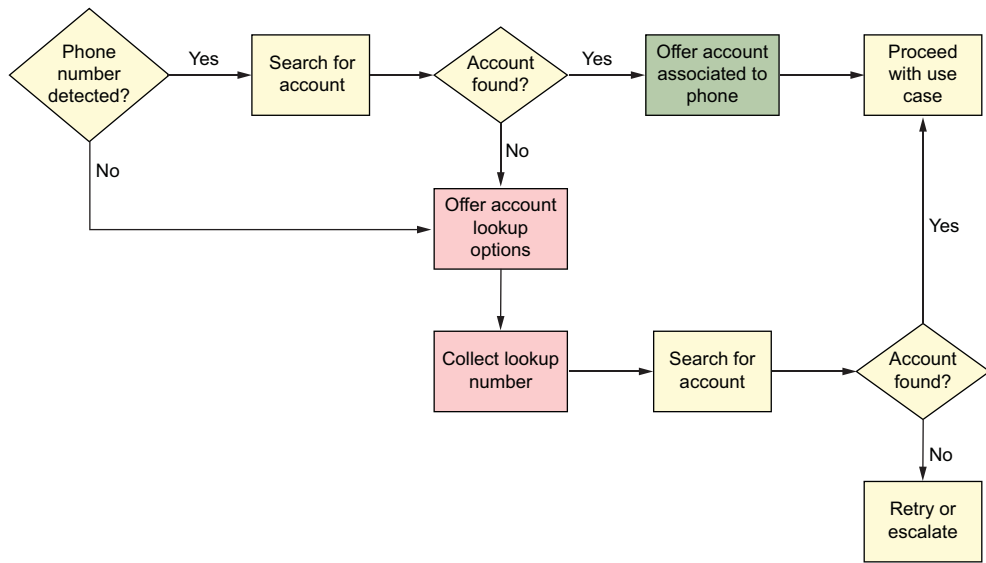 Phone
number
detected?
Yes
Search for
account
Account
found?
Yes
Offer account
associated to
phone
Proceed
with use
case
No
No
Offer account
lookup
options
Yes
Collect lookup
number
Search for
account
Account
found?
No
Retry or
escalate